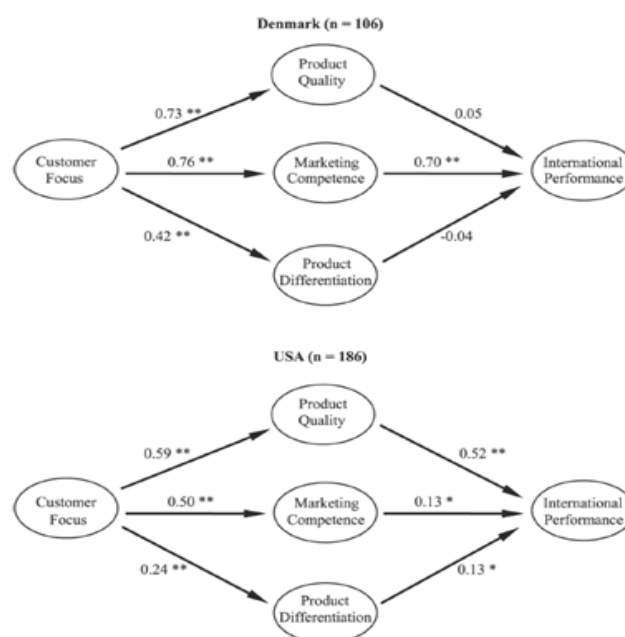 Denmark (n = 106)
Product
Quality
0.73 **
0.05
Customer
Focus
0.76 **
Marketing
Competence
0.70 **
International
Performance
0.42 **
-0.04
Product
Differentiation
USA (n = 186)
Product
Quality
0.59 **
0.52 **
Customer
Focus
0.50 **
Marketing
Competence
0.13 *
International
Performance
0.24 **
0.13 *
Product
Differentiation